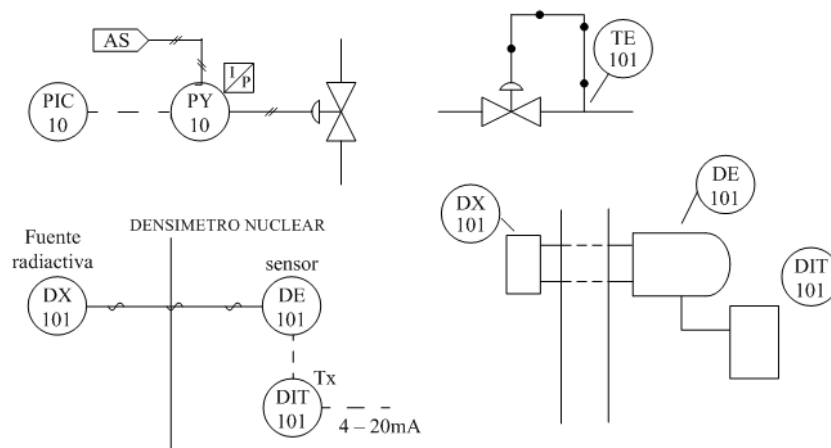 AS
PIC
10
PY
10
I
P
TE
101
DENSIMETRO NUCLEAR
Fuente
radiactiva
DX
101
sensor
DE
101
Tx
DIT
101
4 – 20mA
DX
101
DE
101
DIT
101